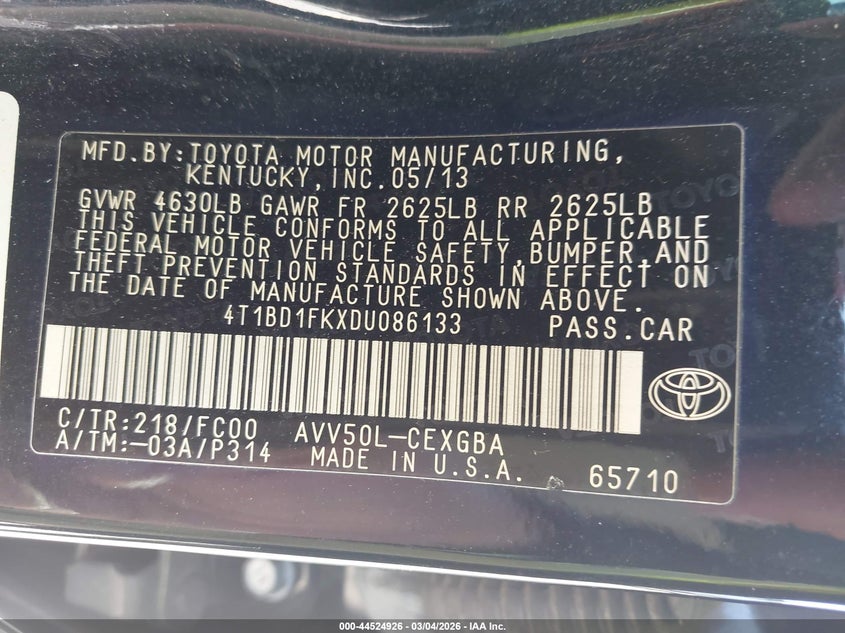 MFD.BY:TOYOTA MOTOR MANUFACTURING,
KENTUCKY,INC.05/13
GVWR 4630LB GAWR FR 2625LB RR 2625LB
THIS VEHICLE CONFORMS TO ALL APPLICABLE
FEDERAL MOTOR VEHICLE SAFETY,BUMPER,AND
THEFT PREVENTION STANDARDS IN EFFECT ON
THE DATE OF MANUFACTURE SHOWN ABOVE.
4T1BD1FKXDU086133 PASS.CAR
C/TR:218/FC00 AVV50L-CEXGBA
A/TM:-03A/P314 MADE IN U.S.A. 65710
000-44524926 - 03/04/2026 - IAA Inc.